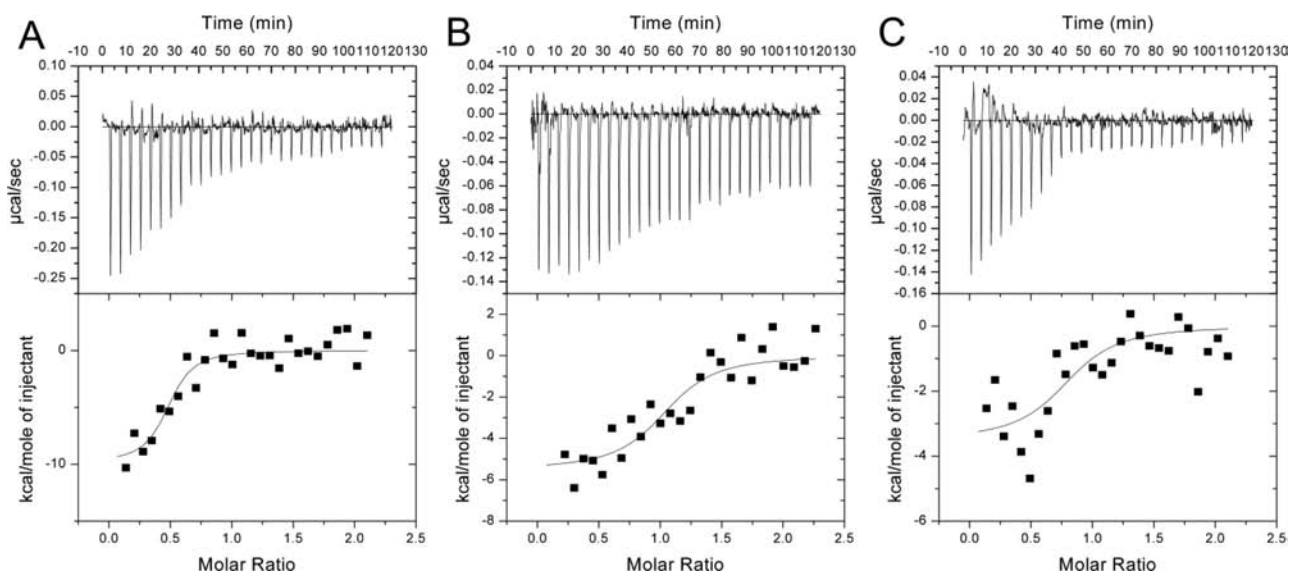 A
Time (min)
-10 0 10 20 30 40 50 60 70 80 90 100 110 120 130
µcal/sec
0.10
0.05
0.00
-0.05
-0.10
-0.15
-0.20
-0.25
kcal/mole of injectant
0
-10
0.0 0.5 1.0 1.5 2.0 2.5
Molar Ratio
B
Time (min)
-10 0 10 20 30 40 50 60 70 80 90 100 110 120 130
µcal/sec
0.04
0.02
0.00
-0.02
-0.04
-0.06
-0.08
-0.10
-0.12
-0.14
kcal/mole of injectant
2
0
-2
-4
-6
-8
0.0 0.5 1.0 1.5 2.0 2.5
Molar Ratio
C
Time (min)
-10 0 10 20 30 40 50 60 70 80 90 100 110 120 130
µcal/sec
0.04
0.02
0.00
-0.02
-0.04
-0.06
-0.08
-0.10
-0.12
-0.14
-0.16
kcal/mole of injectant
0
-2
-4
-6
0.0 0.5 1.0 1.5 2.0 2.5
Molar Ratio